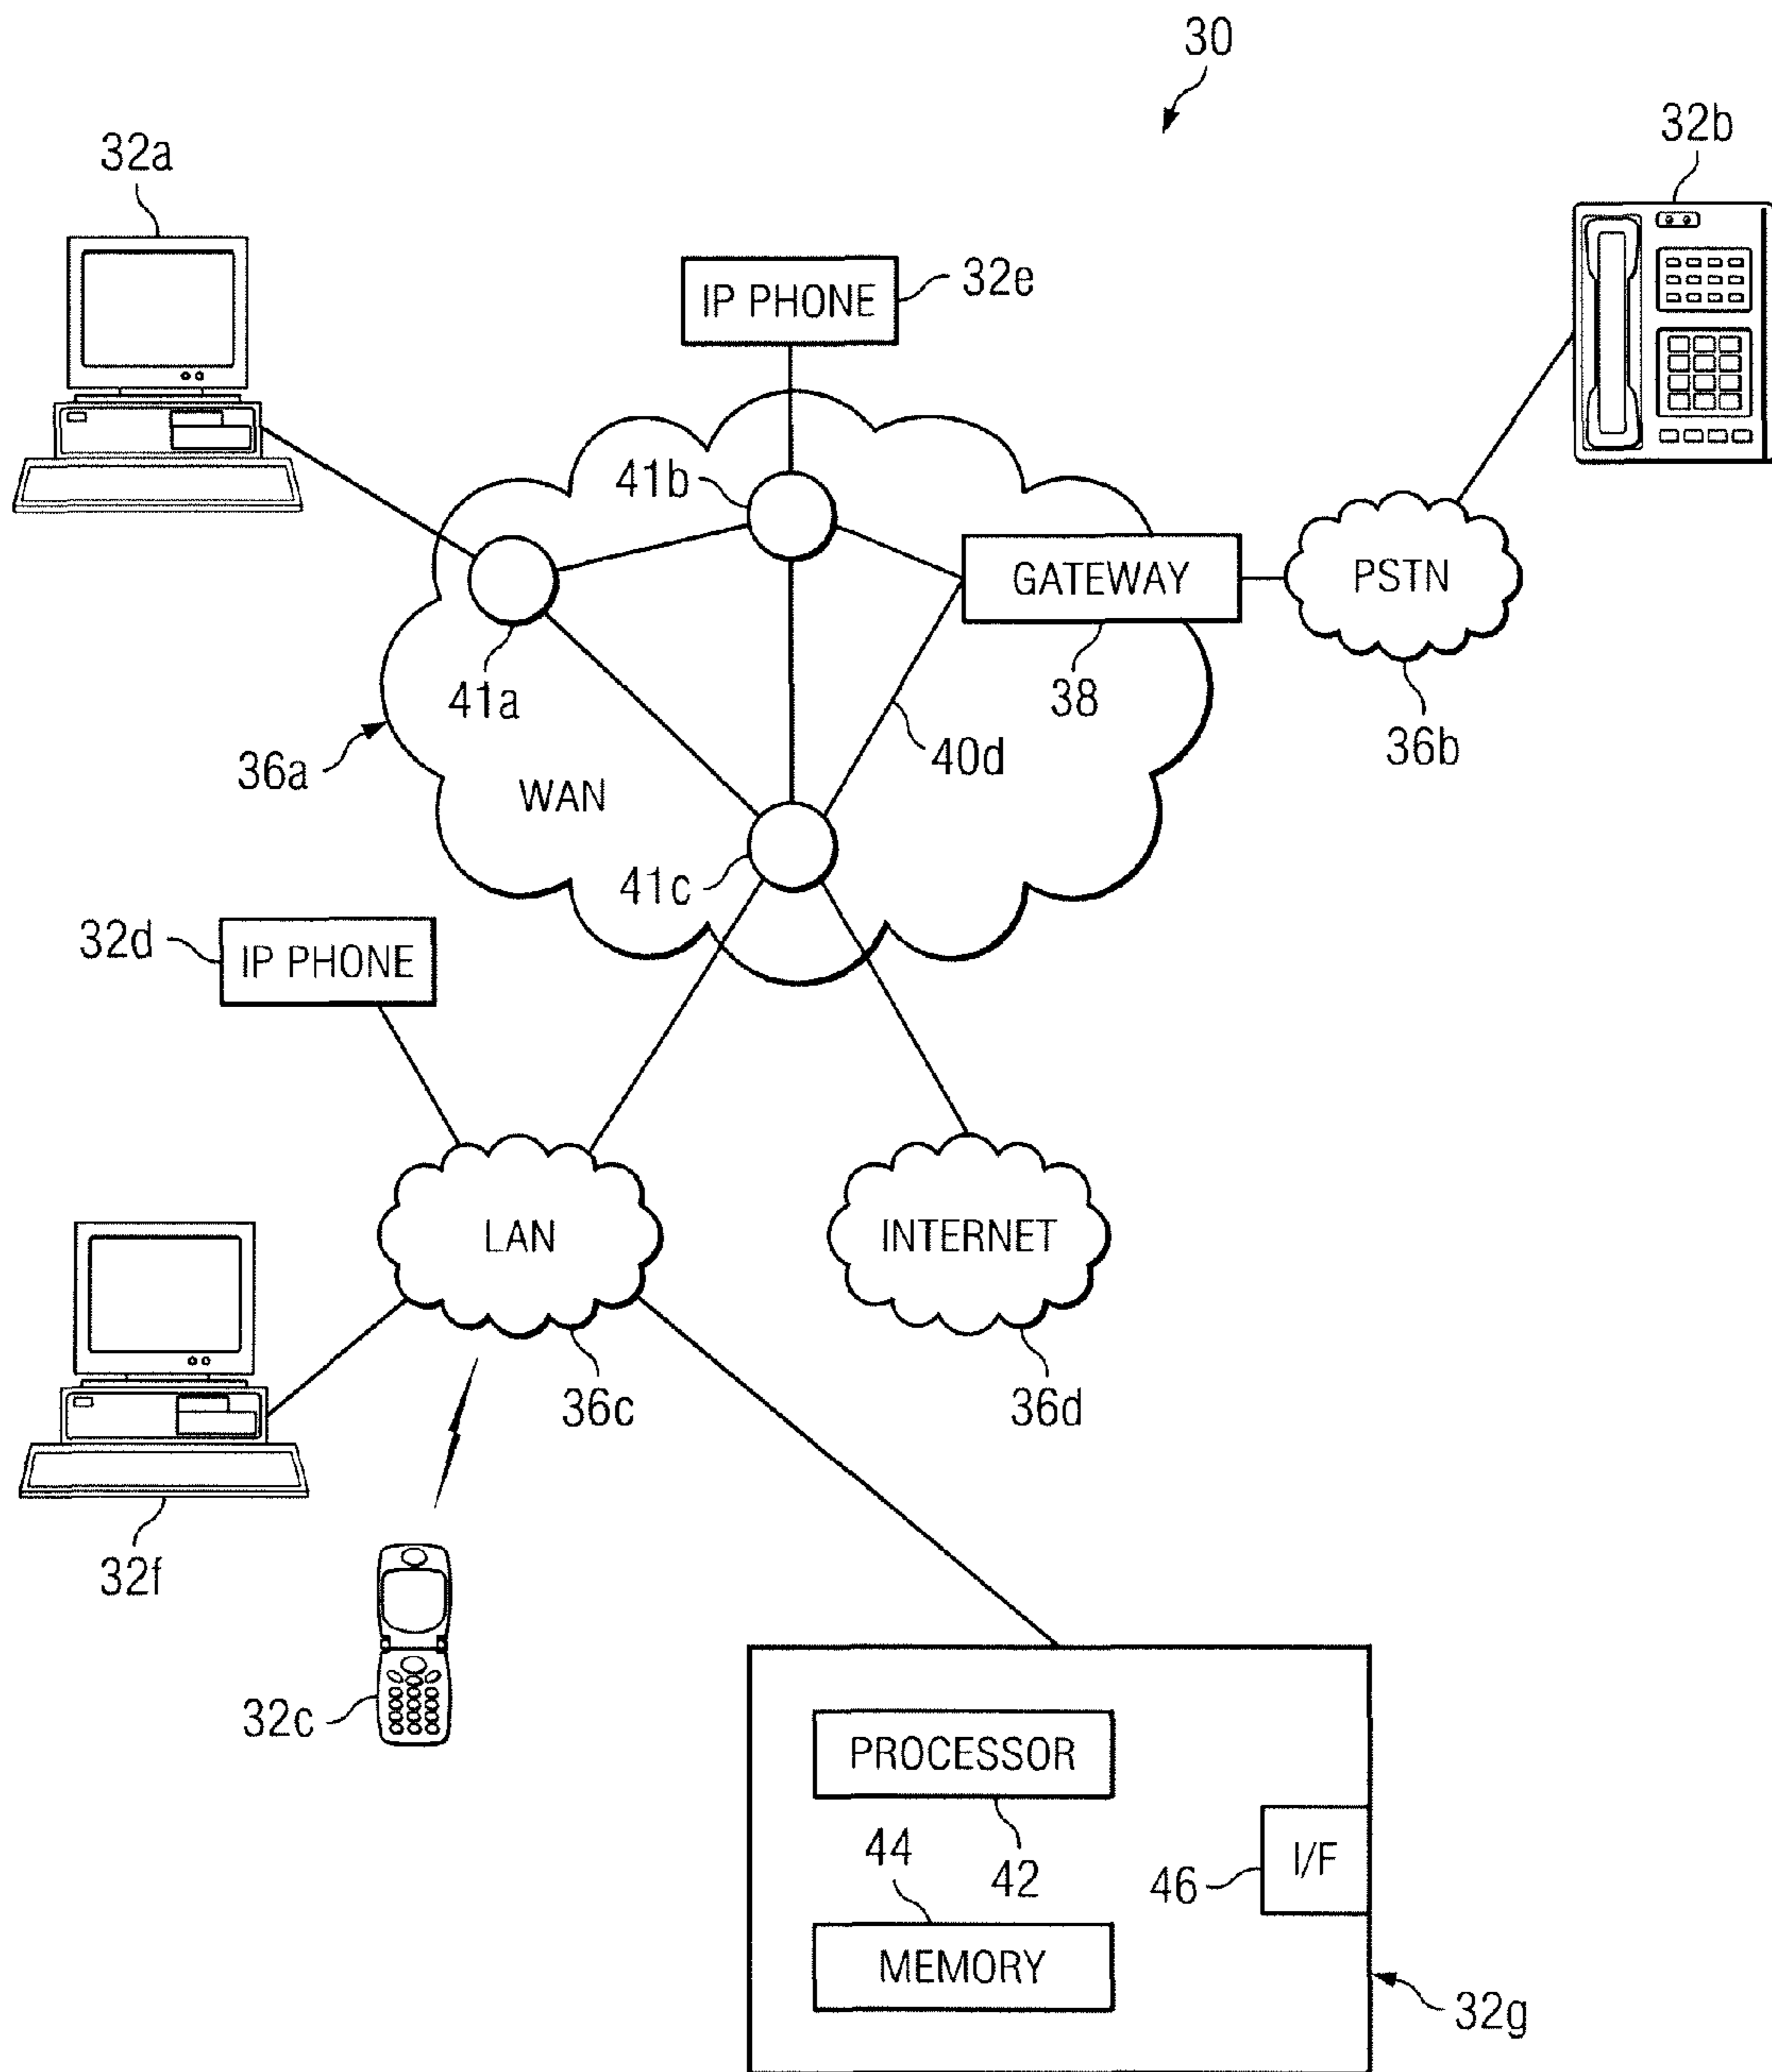 30
32a
32b
IP PHONE
32e
41b
GATEWAY
PSTN
41a
38
36b
36a
40d
WAN
41c
32d
IP PHONE
LAN
INTERNET
36c
36d
32f
32c
PROCESSOR
44
42
46
I/F
MEMORY
32g